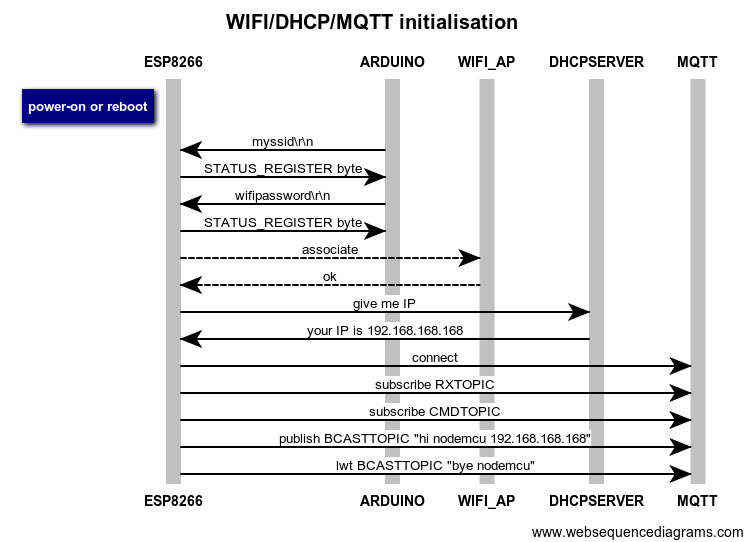 WIFI/DHCP/MQTT initialisation
ESP8266 ARDUINO WIFI_AP DHCPSERVER MQTT
power-on or reboot
myssid\r\n
STATUS_REGISTER byte
wifipassword\r\n
STATUS_REGISTER byte
associate
ok
give me IP
your IP is 192.168.168.168
connect
subscribe RXTOPIC
subscribe CMDTOPIC
publish BCASTTOPIC "hi nodemcu 192.168.168.168"
lwt BCASTTOPIC "bye nodemcu"
ESP8266 ARDUINO WIFI_AP DHCPSERVER MQTT
www.websequencediagrams.com